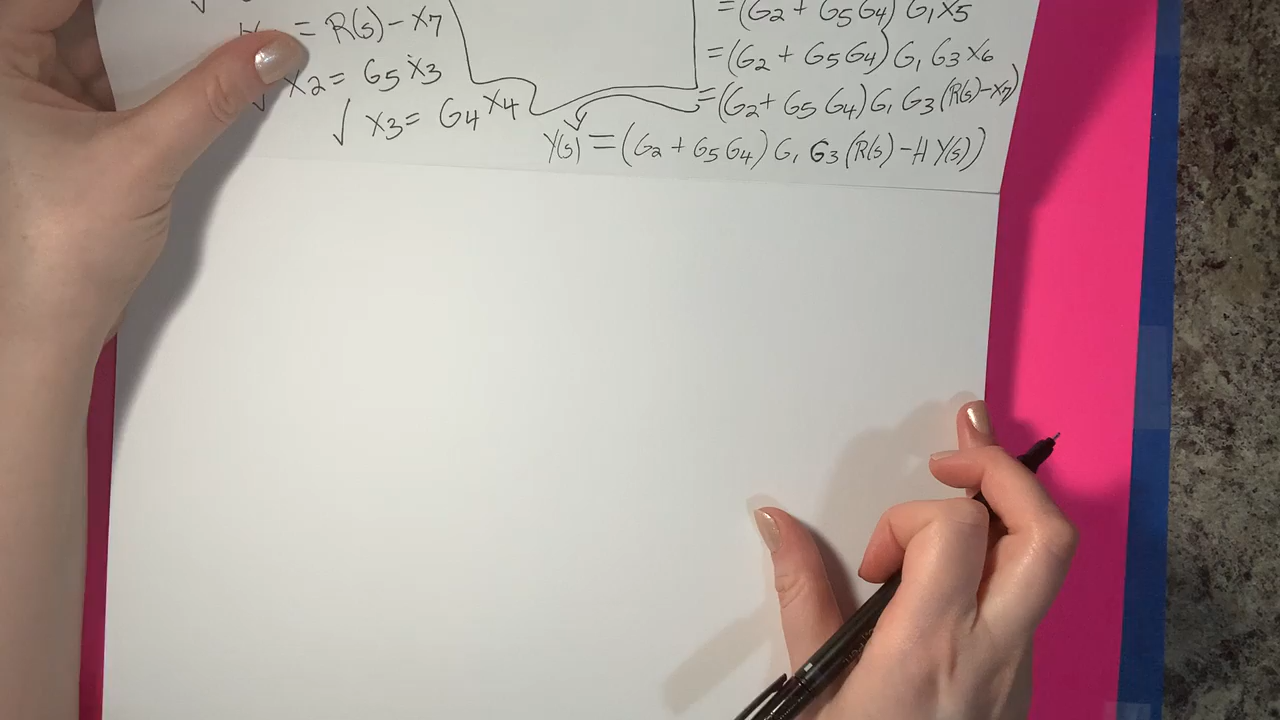 = R(s) - X7
√ X2 = G5 X3
√ X3 = G4 X4
= (G2 + G5 G4) G1 X5
= (G2 + G5 G4) G1 G3 X6
= (G2 + G5 G4) G1 G3 (R(s) - X7)
Y(s) = (G2 + G5 G4) G1 G3 (R(s) - H Y(s))